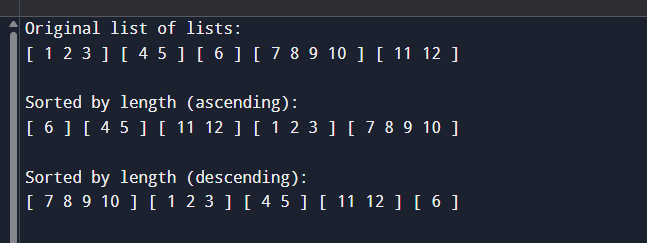 Original list of lists:
[ 1 2 3 ] [ 4 5 ] [ 6 ] [ 7 8 9 10 ] [ 11 12 ]
Sorted by length (ascending):
[ 6 ] [ 4 5 ] [ 11 12 ] [ 1 2 3 ] [ 7 8 9 10 ]
Sorted by length (descending):
[ 7 8 9 10 ] [ 1 2 3 ] [ 4 5 ] [ 11 12 ] [ 6 ]